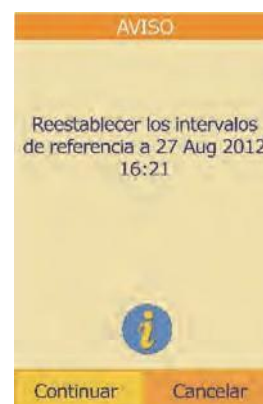 AVISO
Reestablecer los intervalos
de referencia a 27 Aug 2012
16:21
i
Continuar Cancelar